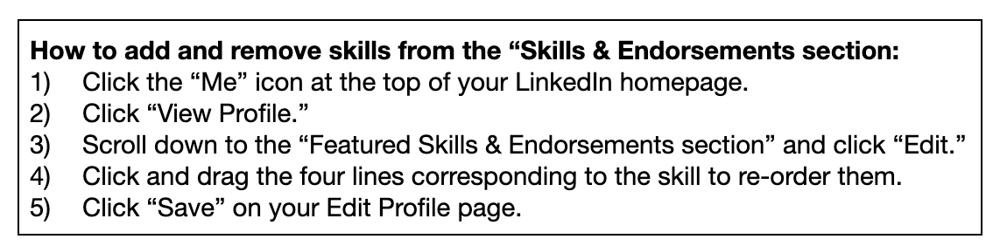 How to add and remove skills from the “Skills & Endorsements section:
1) Click the “Me” icon at the top of your LinkedIn homepage.
2) Click “View Profile.”
3) Scroll down to the “Featured Skills & Endorsements section” and click “Edit.”
4) Click and drag the four lines corresponding to the skill to re-order them.
5) Click “Save” on your Edit Profile page.